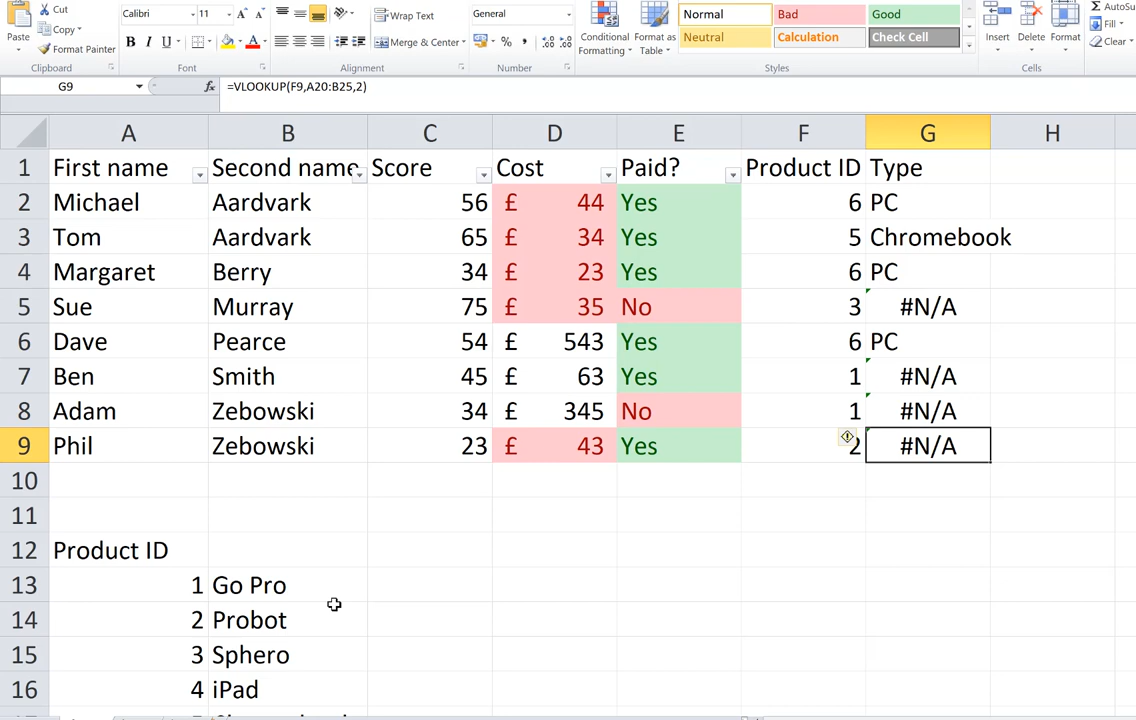 Cut
Copy
Format Painter
Paste
Clipboard
Calibri 11
B I U
Font
Wrap Text
Merge & Center
Alignment
General
%
Number
Conditional Formatting
Format as Table
Normal Bad Good
Neutral Calculation Check Cell
Styles
Insert Delete Format
Cells
AutoSu
Fill
Clear
G9 fx =VLOOKUP(F9,A20:B25,2)
A B C D E F G H
1 First name Second name Score Cost Paid? Product ID Type
2 Michael Aardvark 56 £ 44 Yes 6 PC
3 Tom Aardvark 65 £ 34 Yes 5 Chromebook
4 Margaret Berry 34 £ 23 Yes 6 PC
5 Sue Murray 75 £ 35 No 3 #N/A
6 Dave Pearce 54 £ 543 Yes 6 PC
7 Ben Smith 45 £ 63 Yes 1 #N/A
8 Adam Zebowski 34 £ 345 No 1 #N/A
9 Phil Zebowski 23 £ 43 Yes 2 #N/A
10
11
12 Product ID
13 1 Go Pro
14 2 Probot
15 3 Sphero
16 4 iPad